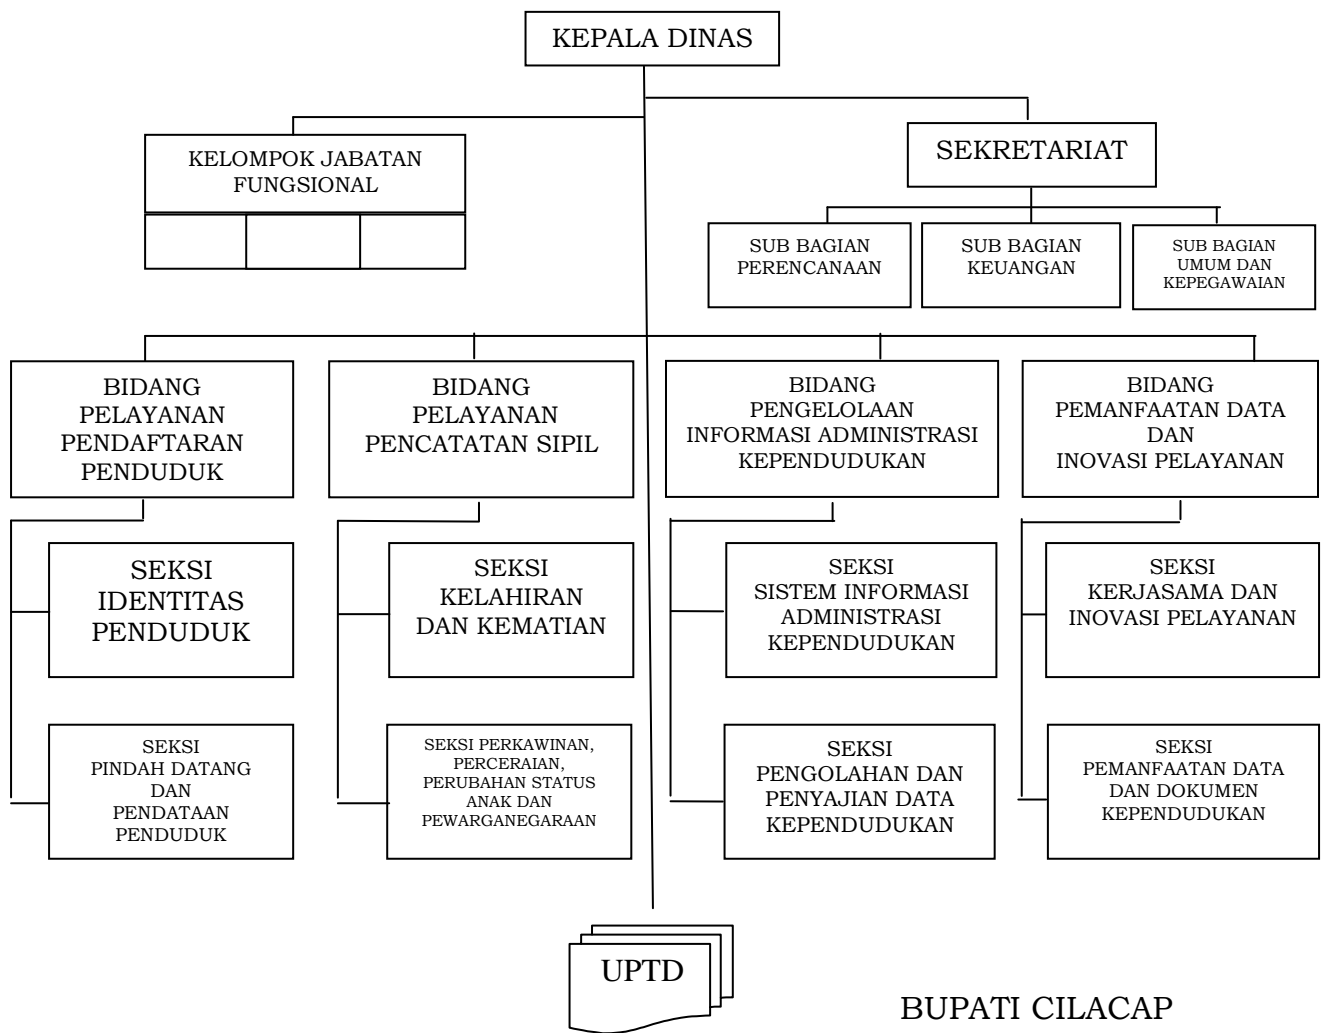 KEPALA DINAS
KELOMPOK JABATAN
FUNGSIONAL
SEKRETARIAT
SUB BAGIAN
PERENCANAAN
SUB BAGIAN
KEUANGAN
SUB BAGIAN
UMUM DAN
KEPEGAWAIAN
BIDANG
PELAYANAN
PENDAFTARAN
PENDUDUK
BIDANG
PELAYANAN
PENCATATAN SIPIL
BIDANG
PENGELOLAAN
INFORMASI ADMINISTRASI
KEPENDUDUKAN
BIDANG
PEMANFAATAN DATA
DAN
INOVASI PELAYANAN
SEKSI
IDENTITAS
PENDUDUK
SEKSI
KELAHIRAN
DAN KEMATIAN
SEKSI
SISTEM INFORMASI
ADMINISTRASI
KEPENDUDUKAN
SEKSI
KERJASAMA DAN
INOVASI PELAYANAN
SEKSI
PINDAH DATANG
DAN
PENDATAAN
PENDUDUK
SEKSI PERKAWINAN,
PERCERAIAN,
PERUBAHAN STATUS
ANAK DAN
PEWARGANEGARAAN
SEKSI
PENGOLAHAN DAN
PENYAJIAN DATA
KEPENDUDUKAN
SEKSI
PEMANFAATAN DATA
DAN DOKUMEN
KEPENDUDUKAN
UPTD
BUPATI CILACAP